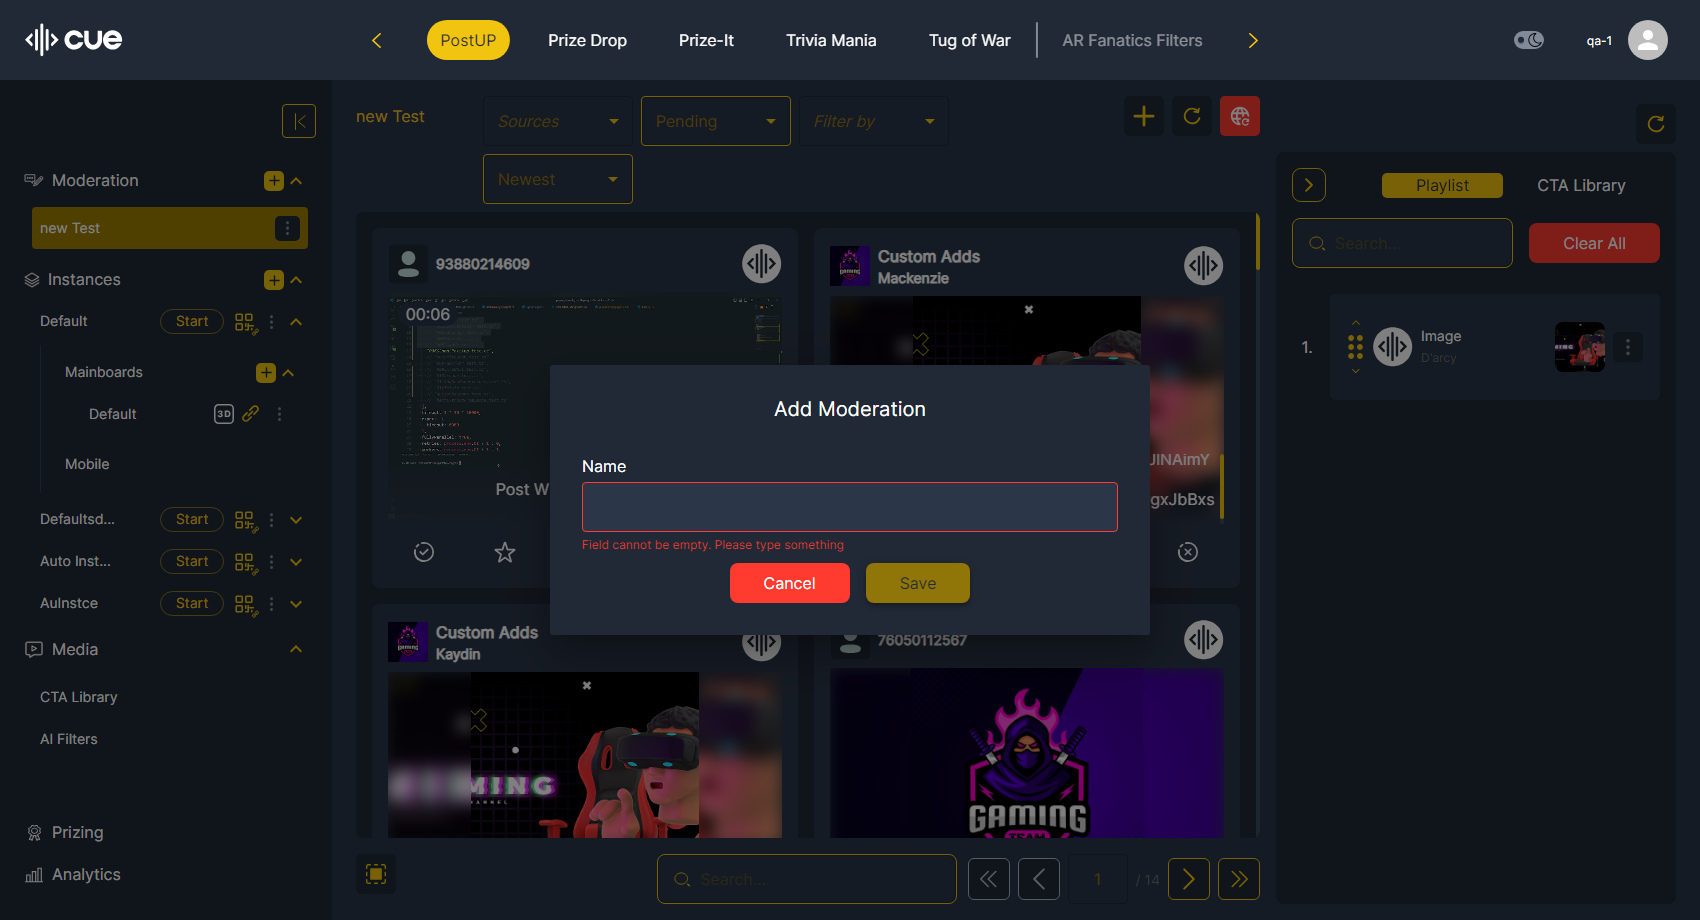 cue
PostUP
Prize Drop
Prize-It
Trivia Mania
Tug of War
AR Fanatics Filters
qa-1
Moderation
new Test
Instances
Default
Start
Mainboards
Default
3D
Mobile
Defaultsd...
Start
Auto Inst...
Start
AuInstce
Start
Media
CTA Library
AI Filters
Prizing
Analytics
new Test
Sources
Pending
Filter by
Newest
93880214609
00:06
Post W
Custom Adds
Mackenzie
JINAimY
gxJbBxs
Custom Adds
Kaydin
MING
76050112567
GAMING
TEAM
Add Moderation
Name
Field cannot be empty. Please type something
Cancel
Save
Search...
1
/ 14
Playlist
CTA Library
Search...
Clear All
1.
Image
D'arcy